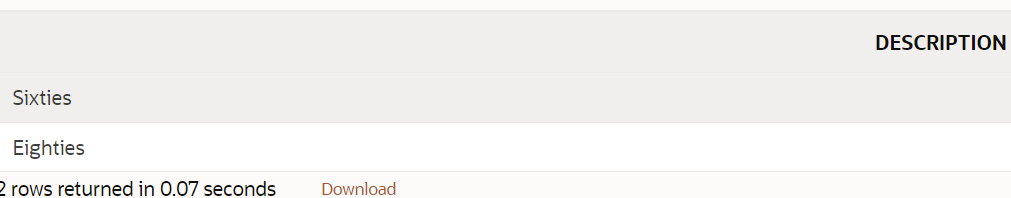 DESCRIPTION
Sixties
Eighties
2 rows returned in 0.07 seconds Download